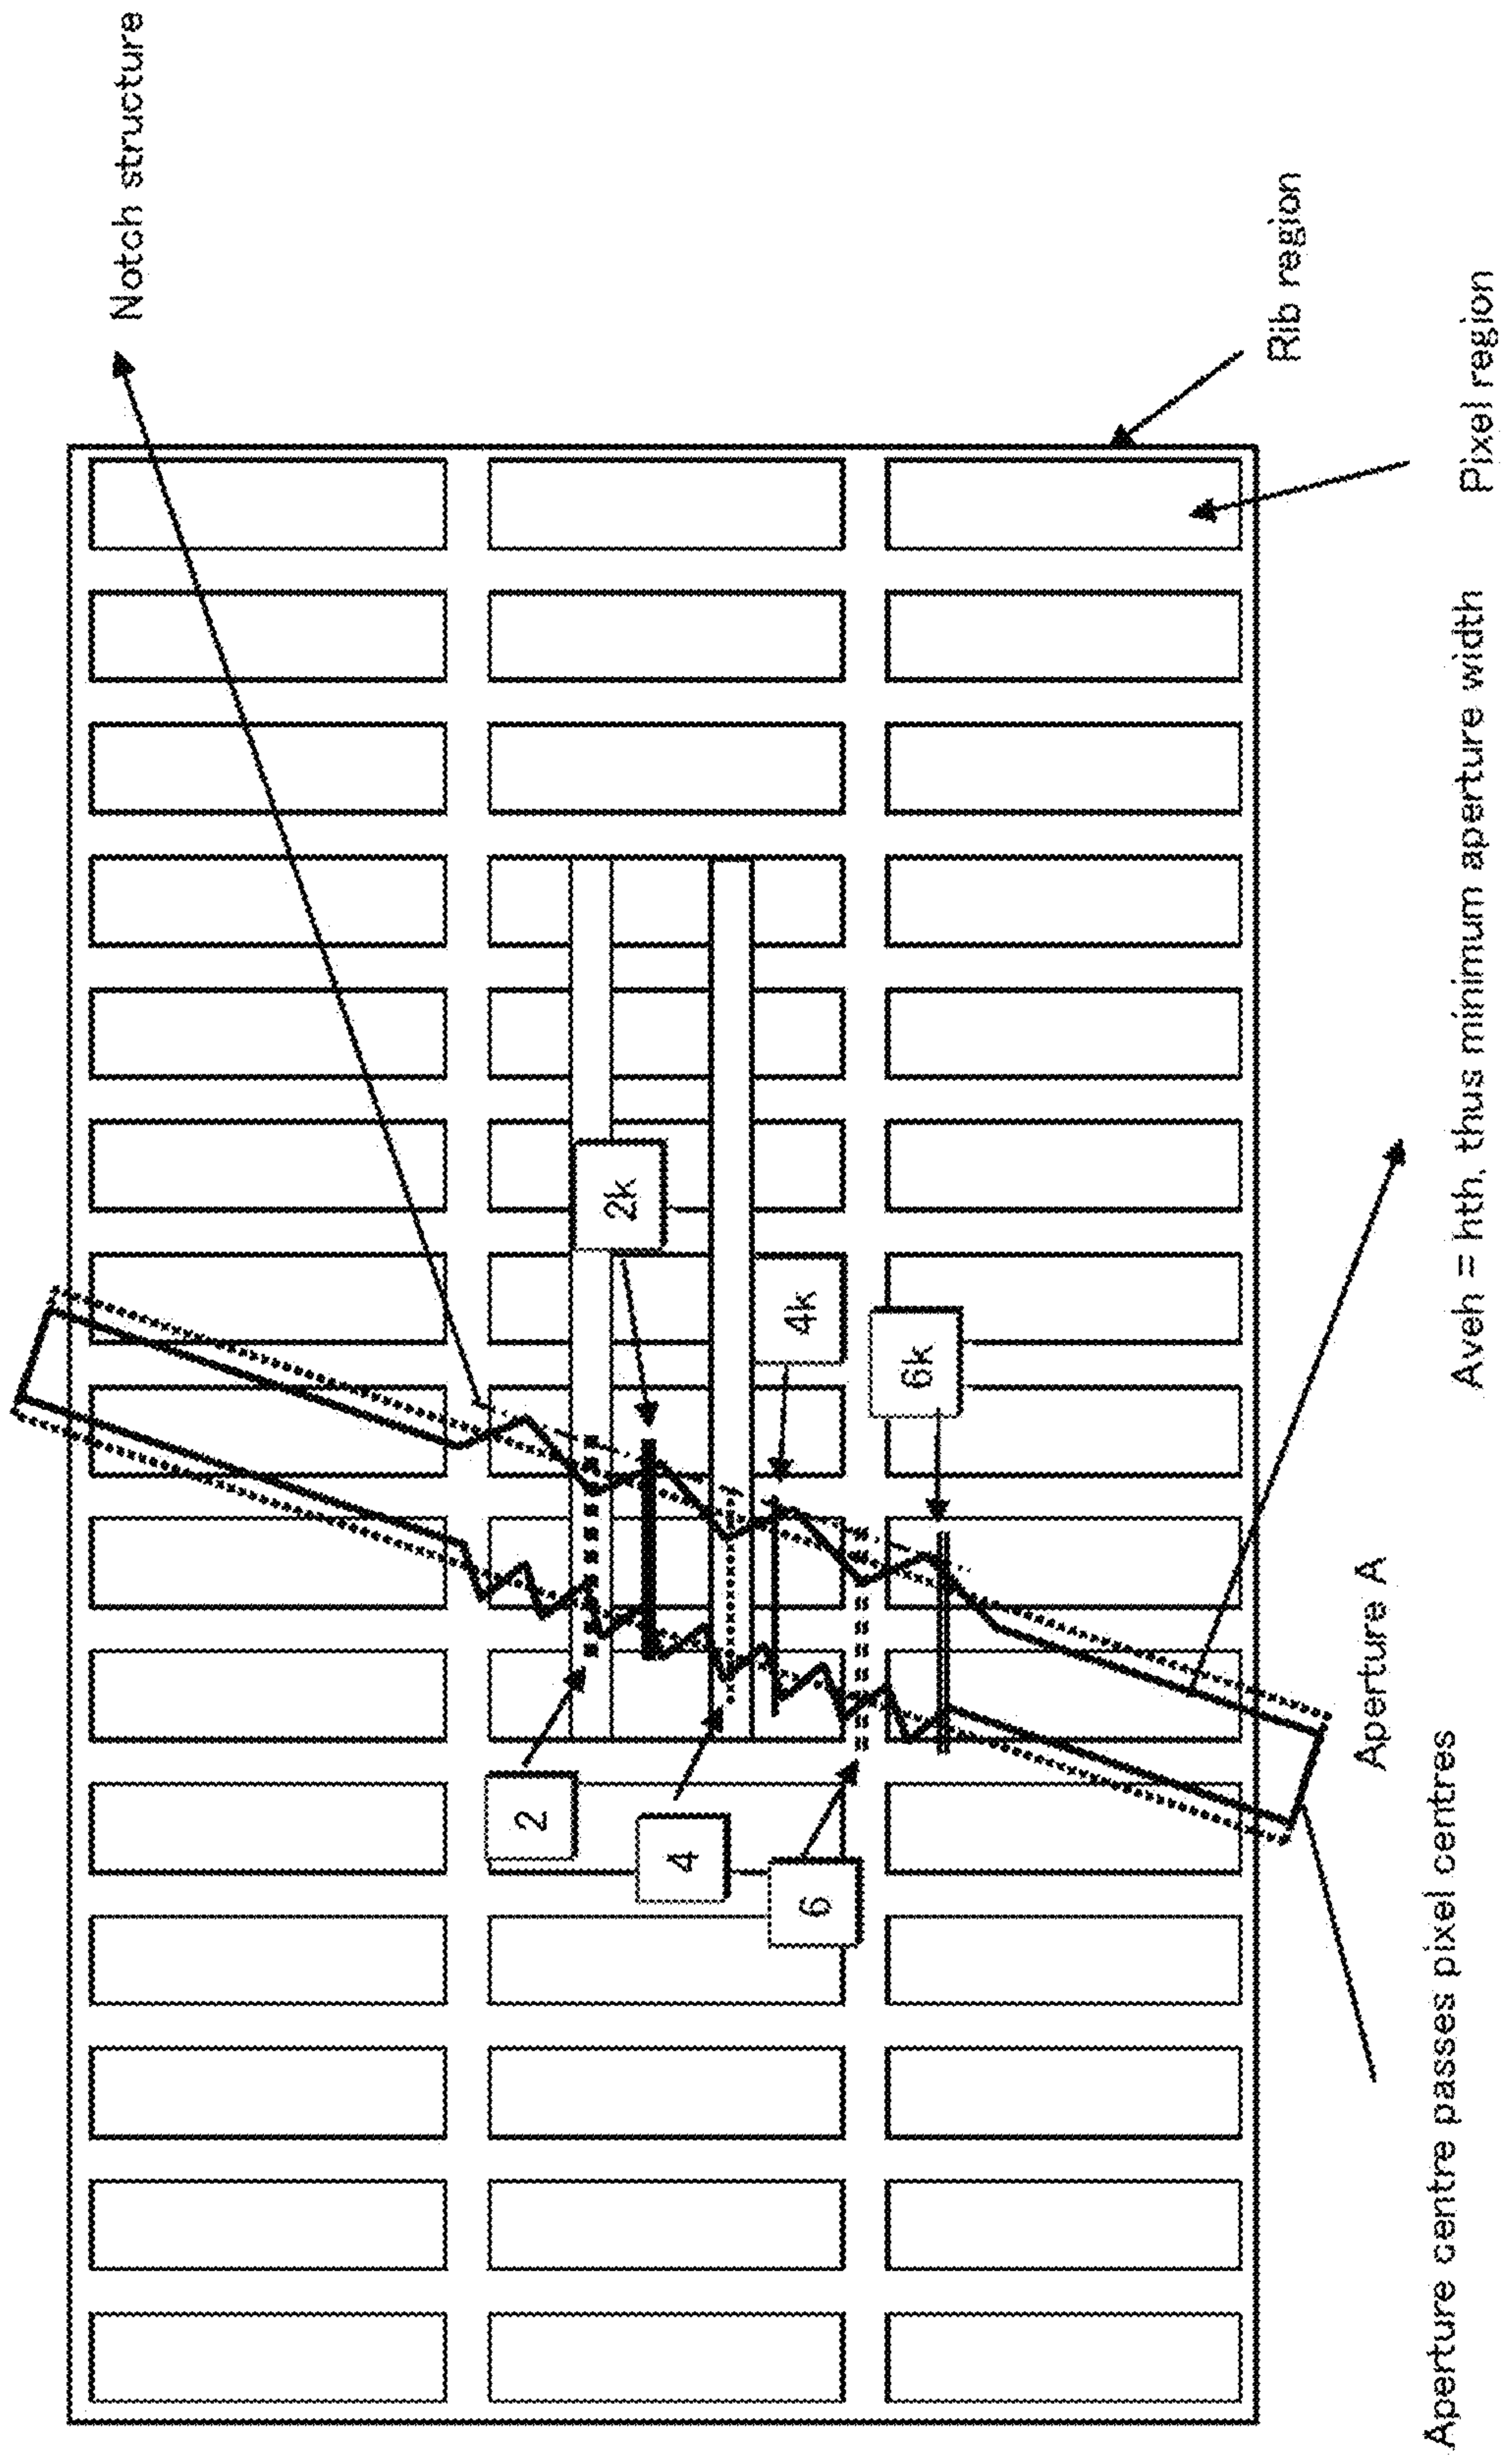 Notch structure
Rib region
Pixel region
2k
4k
6k
2
4
6
Aveh = hth, thus minimum aperture width
Aperture A
Aperture centre passes pixel centres